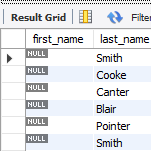 Result Grid Filter
first_name last_name
NULL Smith
NULL Cooke
NULL Canter
NULL Blair
NULL Pointer
NULL Smith